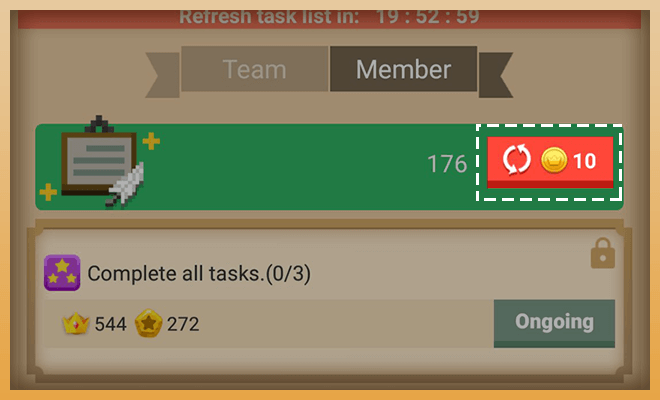 Refresh task list in: 19 : 52 : 59
Team Member
176 10
Complete all tasks.(0/3)
544 272 Ongoing